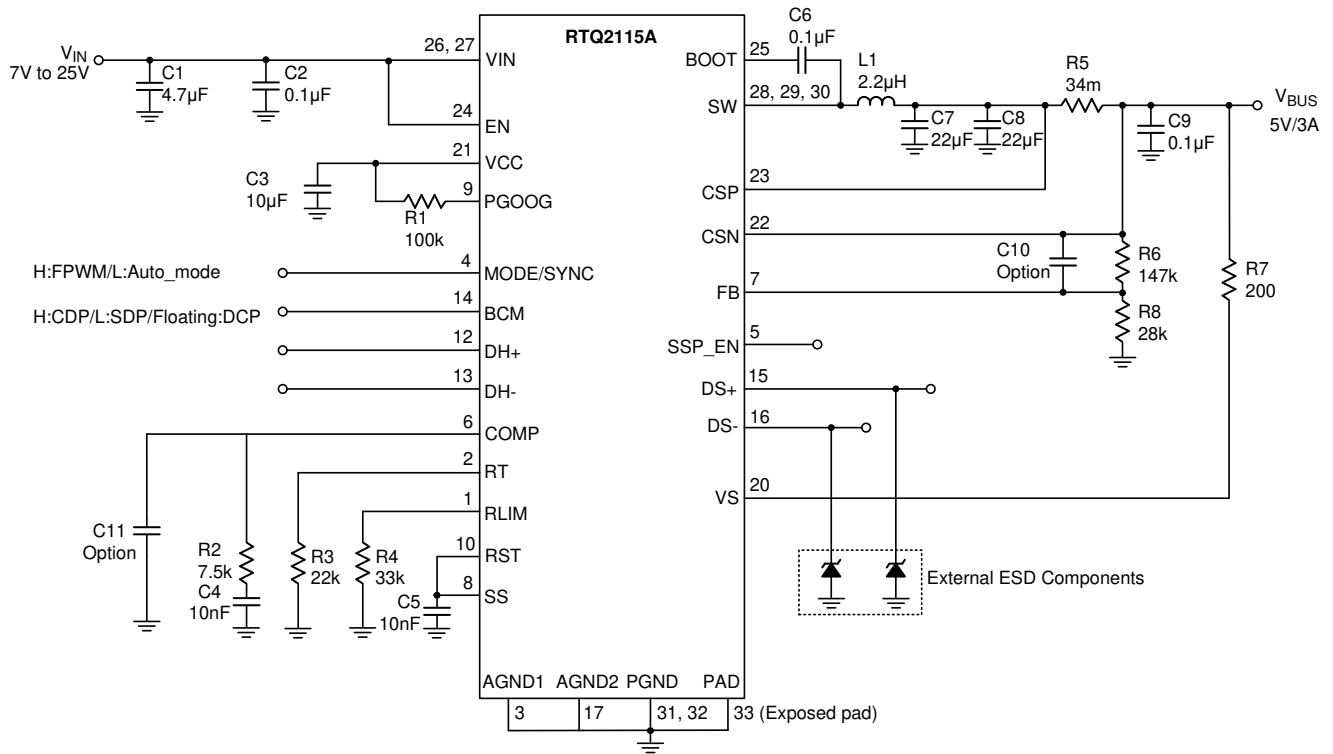 RTQ2115A
VIN
7V to 25V
C1
4.7µF
C2
0.1µF
26, 27
VIN
24
EN
21
VCC
C3
10µF
9
PGOOG
R1
100k
H:FPWM/L:Auto_mode
4
MODE/SYNC
H:CDP/L:SDP/Floating:DCP
14
BCM
12
DH+
13
DH-
6
COMP
2
RT
1
RLIM
10
RST
8
SS
C11
Option
R2
7.5k
C4
10nF
R3
22k
R4
33k
C5
10nF
BOOT
25
C6
0.1µF
SW
28, 29, 30
L1
2.2µH
C7
22µF
C8
22µF
R5
34m
C9
0.1µF
VBUS
5V/3A
CSP
23
CSN
22
C10
Option
R6
147k
R7
200
FB
7
R8
28k
SSP_EN
5
DS+
15
DS-
16
VS
20
External ESD Components
AGND1
AGND2
PGND
PAD
3
17
31, 32
33 (Exposed pad)